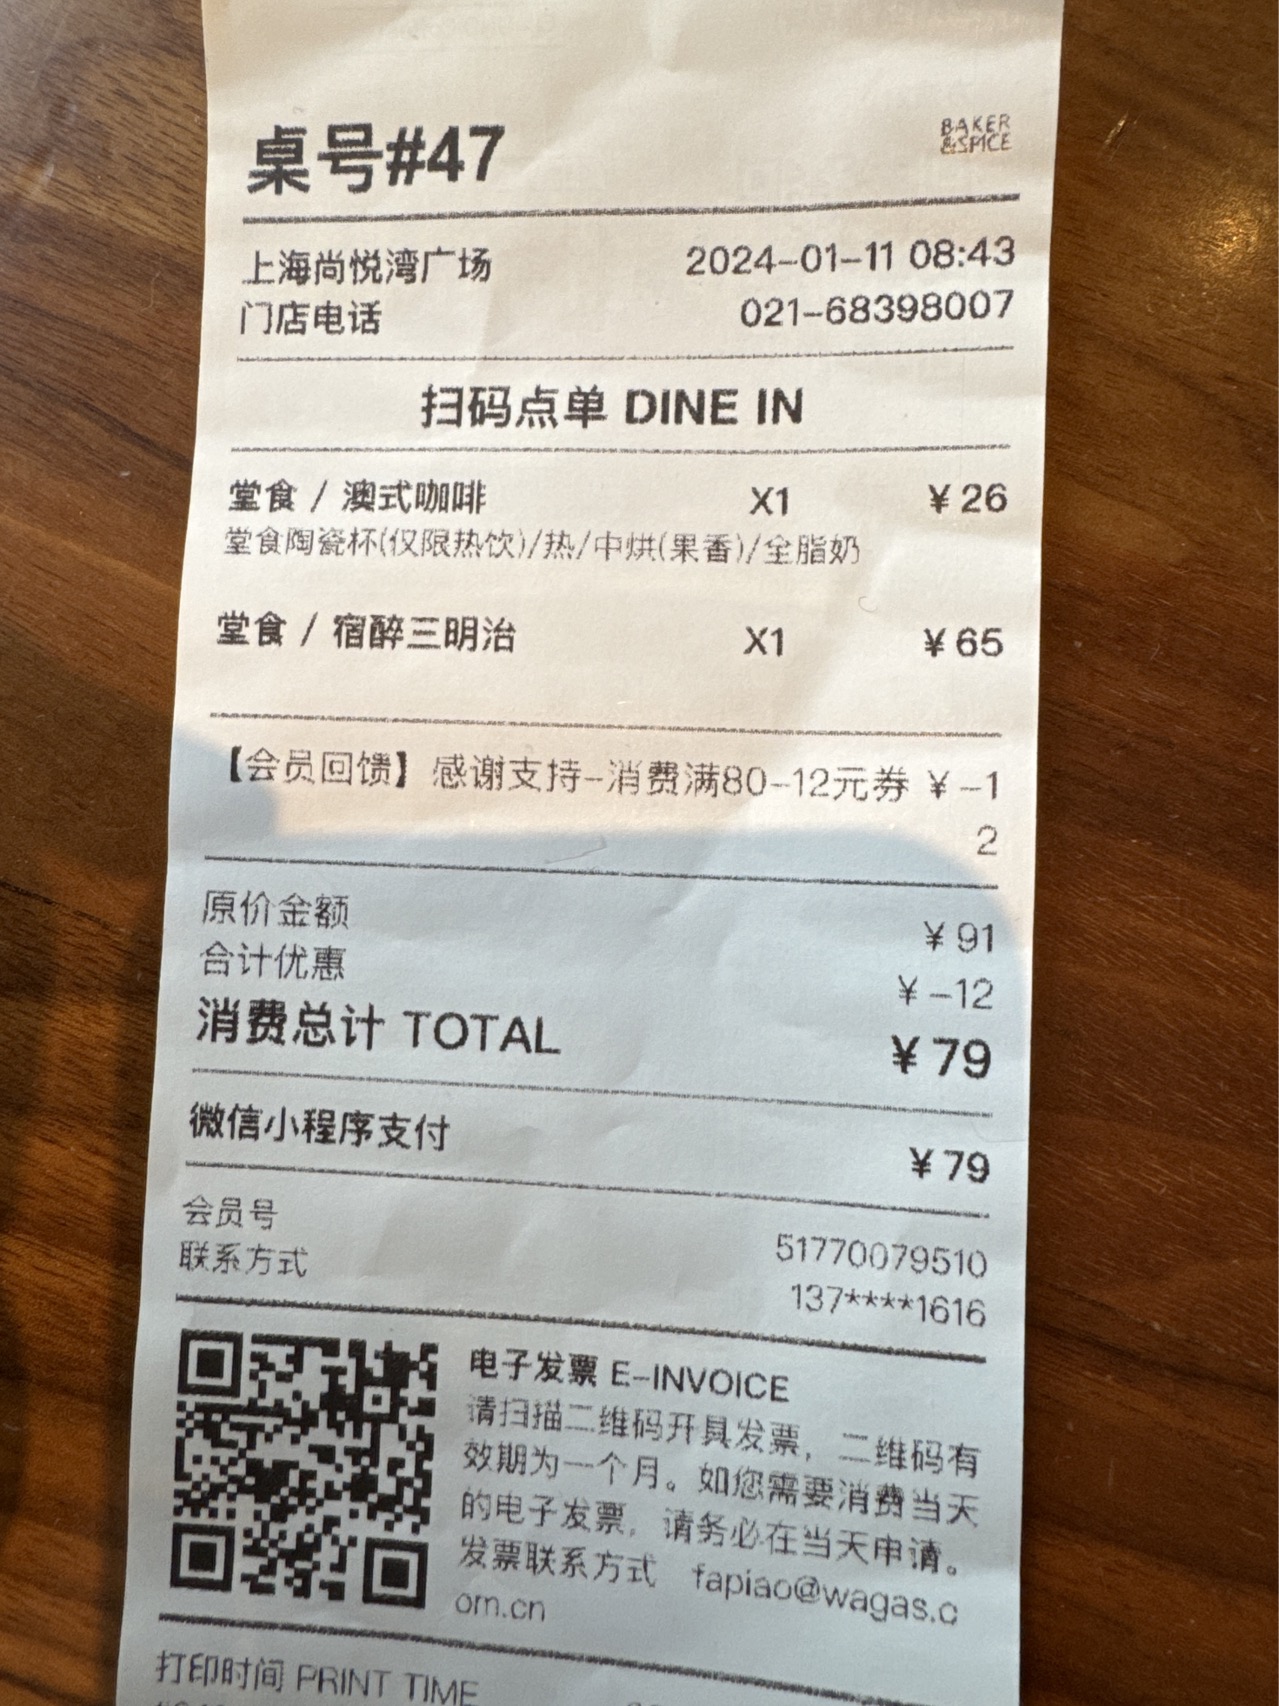 桌号#47
BAKER
&SPICE
上海尚悦湾广场 2024-01-11 08:43
门店电话 021-68398007
扫码点单 DINE IN
堂食 / 澳式咖啡 X1 ¥26
堂食陶瓷杯(仅限热饮)/热/中烘(果香)/全脂奶
堂食 / 宿醉三明治 X1 ¥65
【会员回馈】感谢支持-消费满80-12元券 ¥-1
2
原价金额 ¥91
合计优惠 ¥-12
消费总计 TOTAL ¥79
微信小程序支付 ¥79
会员号 51770079510
联系方式 137****1616
电子发票 E-INVOICE
请扫描二维码开具发票，二维码有
效期为一个月。如您需要消费当天
的电子发票，请务必在当天申请。
发票联系方式 fapiao@wagas.c
om.cn
打印时间 PRINT TIME